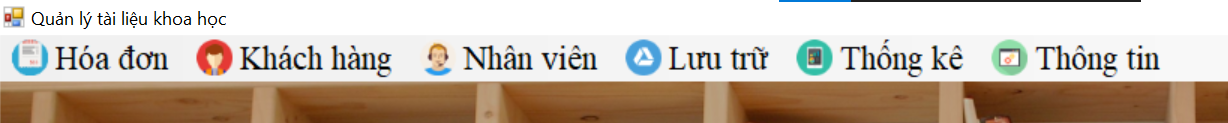 Quản lý tài liệu khoa học
Hóa đơn Khách hàng Nhân viên Lưu trữ Thống kê Thông tin